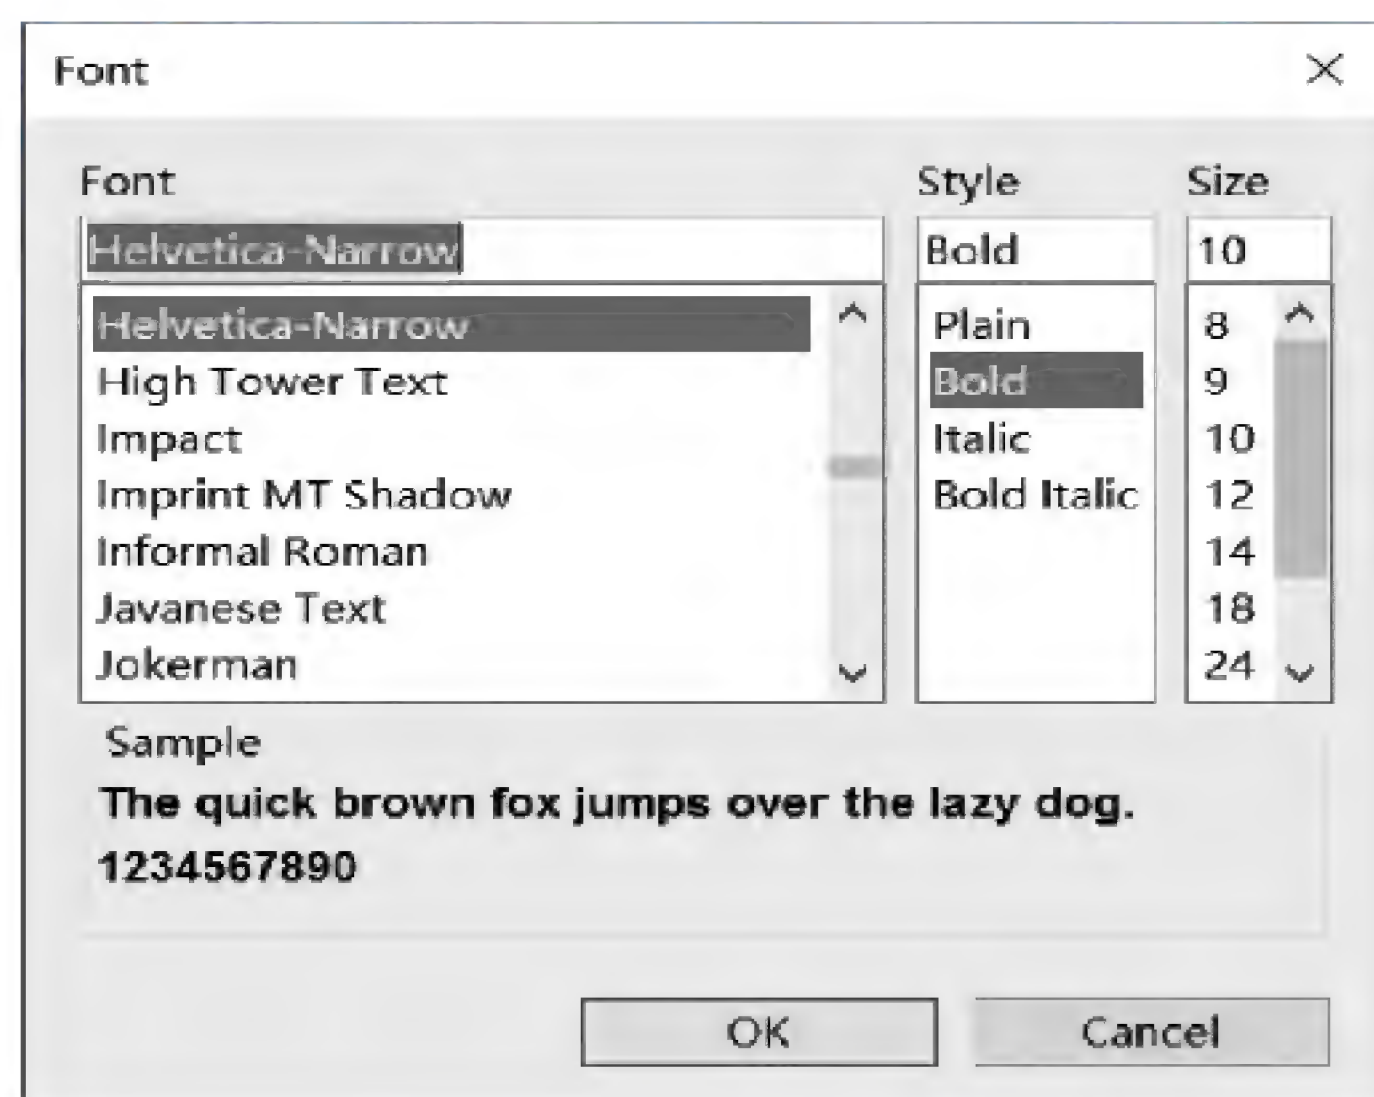 Font
Font Style Size
Helvetica-Narrow Bold 10
Helvetica-Narrow Plain 8
High Tower Text Bold 9
Impact Italic 10
Imprint MT Shadow Bold Italic 12
Informal Roman 14
Javanese Text 18
Jokerman 24
Sample
The quick brown fox jumps over the lazy dog.
1234567890
OK Cancel